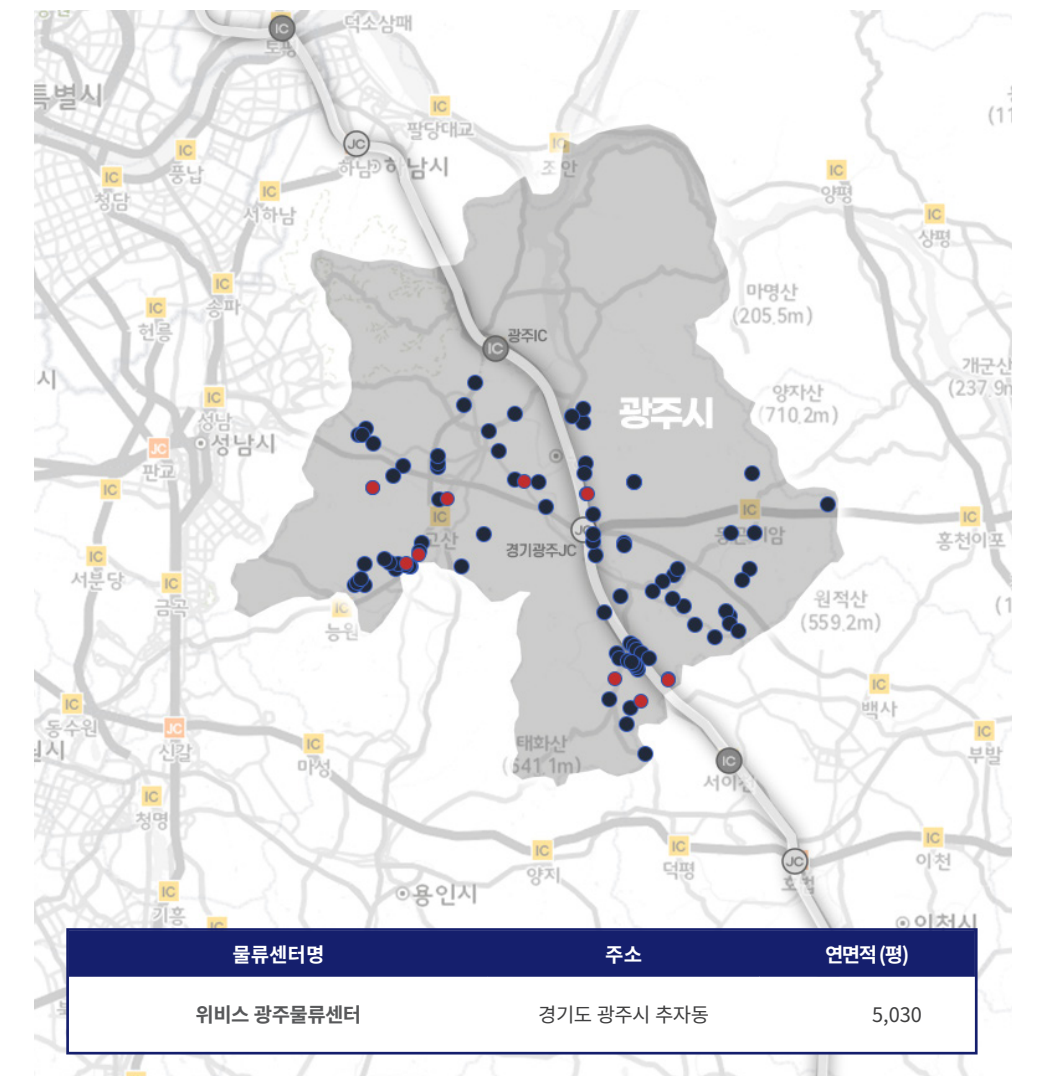 IC
덕소삼패
토평
특별시
IC
팔당대교
JC
하남
하남시
IC
조안
IC
풍납
IC
청담
IC
서하남
IC
양평
IC
상평
IC
송파
마명산
(205.5m)
IC
헌릉
IC
광주IC
시
개군산
양자산
(710.2m)
광주시
IC
성남
성남시
JC
판교
IC
IC
고산
IC
IC
홍천이포
JC
경기광주JC
서분당
IC
금곡
IC
능원
원적산
(559.2m)
IC
백사
IC
동수원
JC
신갈
IC
마성
태화산
IC
부발
IC
서이천
IC
청명
IC
양지
IC
덕평
IC
이천
JC
호법
IC
기흥
IC
용인시
이천시
물류센터명 주소 연면적(평)
위비스 광주물류센터 경기도 광주시 추자동 5,030